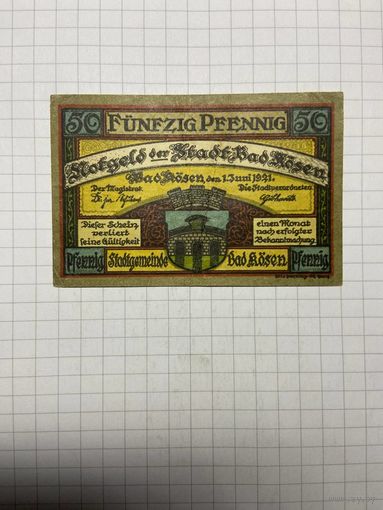 50 FÜNFZIG PFENNIG 50
Notgeld der Stadt Bad Kösen
Bad Kösen, den 1. Juni 1921.
Der Magistrat. Die Stadtverordneten
Dieser Schein verliert seine Gültigkeit
einen Monat nach erfolgter Bekanntmachung
Pfennig Stadtgemeinde Bad Kösen Pfennig